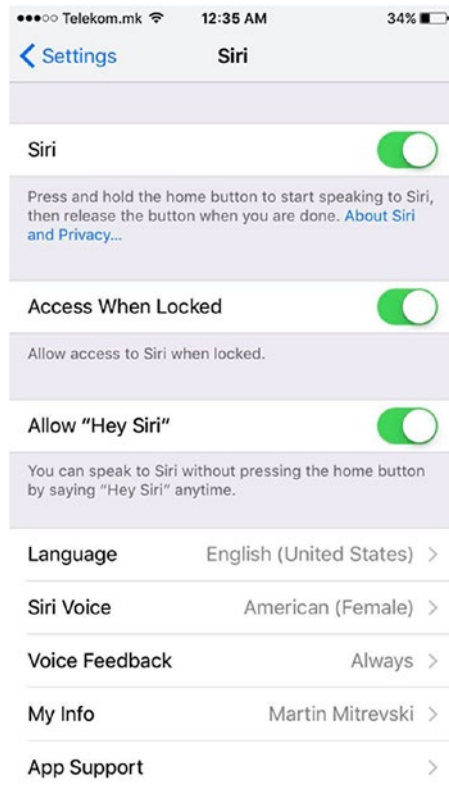 Telekom.mk 12:35 AM 34%
Settings Siri
Siri
Press and hold the home button to start speaking to Siri,
then release the button when you are done. About Siri
and Privacy...
Access When Locked
Allow access to Siri when locked.
Allow "Hey Siri"
You can speak to Siri without pressing the home button
by saying “Hey Siri” anytime.
Language English (United States)
Siri Voice American (Female)
Voice Feedback Always
My Info Martin Mitrevski
App Support